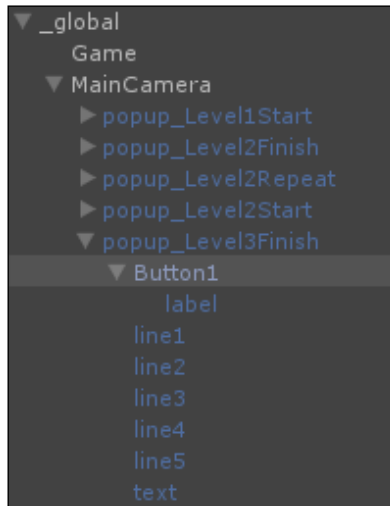 _global
Game
MainCamera
popup_Level1Start
popup_Level2Finish
popup_Level2Repeat
popup_Level2Start
popup_Level3Finish
Button1
label
line1
line2
line3
line4
line5
text